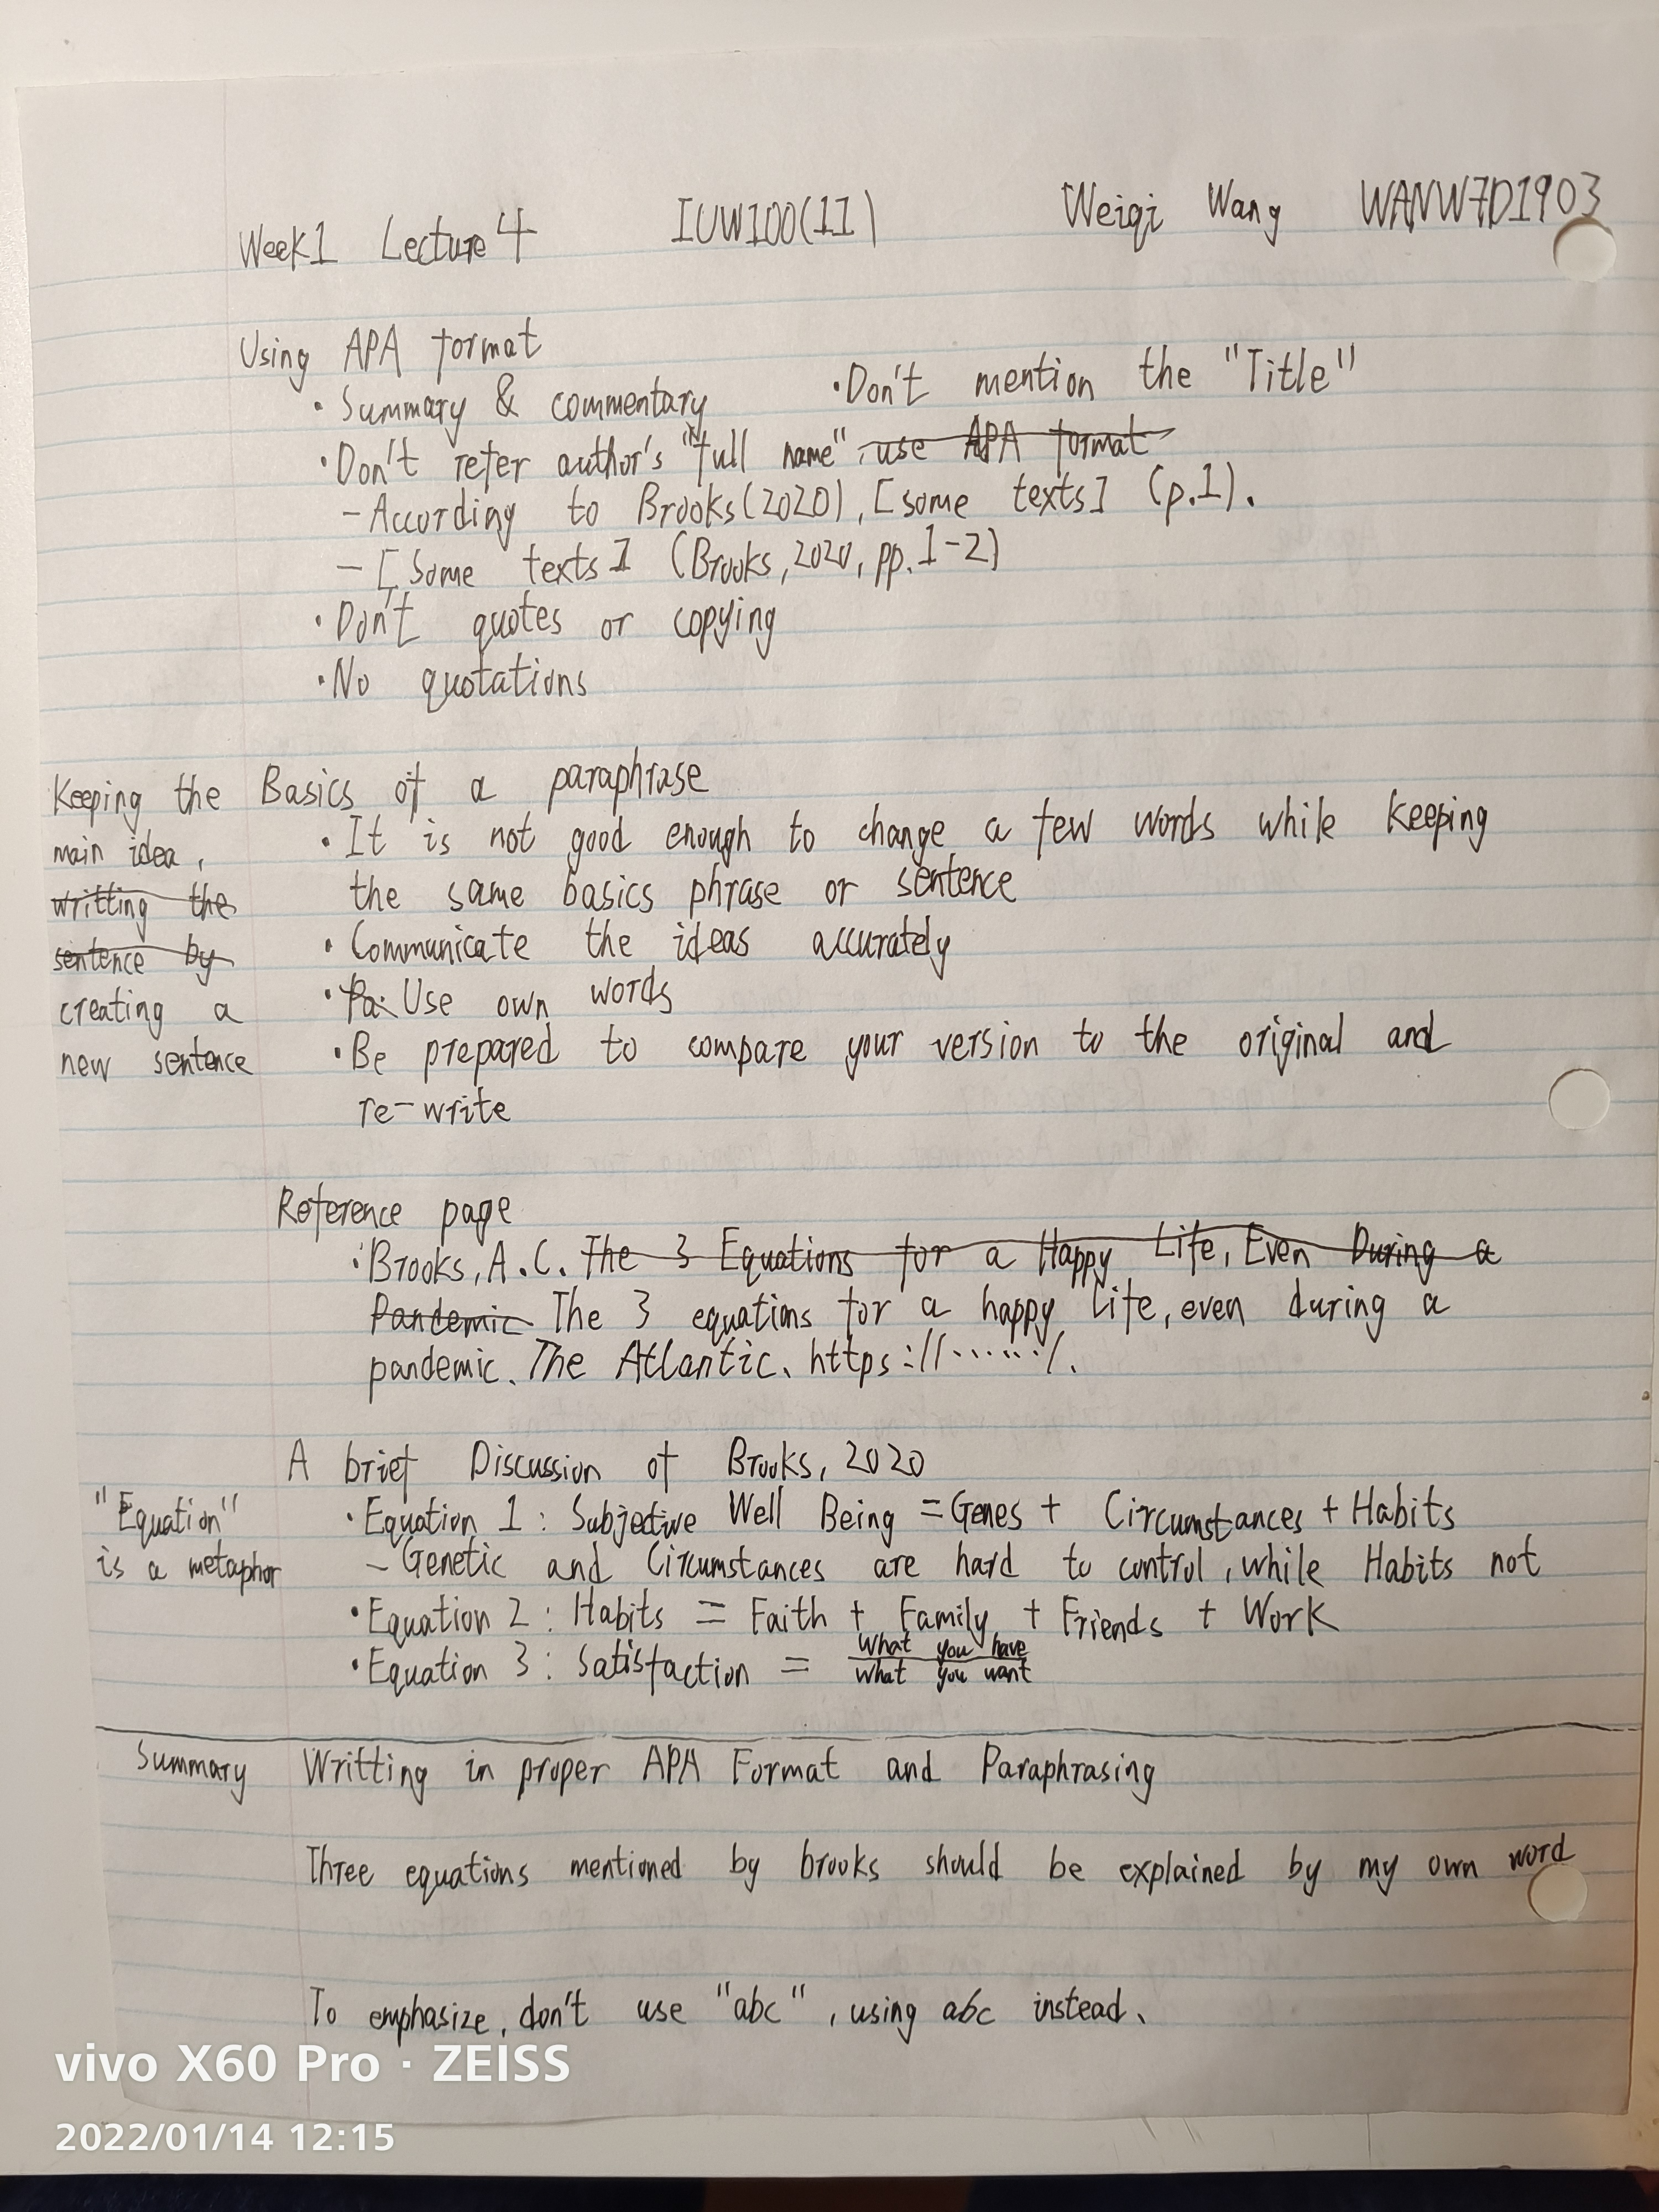 Week1 Lecture 4 IUW100(11) Weiqi Wang WANW7D1903
Using APA format
· Summary & commentary · Don't mention the "Title"
· Don't refer author's "full name" , use APA format
- According to Brooks(2020), [some texts] (p.1).
- [Some texts] (Brooks, 2020, pp.1-2)
· Don't quotes or copying
· No quotations
Keeping the
main idea,
writting the
sentence by
creating a
new sentence
Basics of a paraphrase
· It is not good enough to change a few words while keeping
the same basics phrase or sentence
· Communicate the ideas accurately
· Pa: Use own words
· Be prepared to compare your version to the original and
re-write
Reference page
· Brooks, A.C. The 3 Equations for a Happy Life, Even During a
Pandemic The 3 equations for a happy life, even during a
pandemic. The Atlantic. https://······/.
A brief Discussion of Brooks, 2020
"Equation"
is a metaphor
· Equation 1 : Subjective Well Being = Genes + Circumstances + Habits
- Genetic and Circumstances are hard to control, while Habits not
· Equation 2 : Habits = Faith + Family + Friends + Work
· Equation 3 : Satisfaction = What you have
What you want
Summary Writting in proper APA Format and Paraphrasing
Three equations mentioned by brooks should be explained by my own word
To emphasize, don't use "abc", using abc instead.
vivo X60 Pro · ZEISS
2022/01/14 12:15